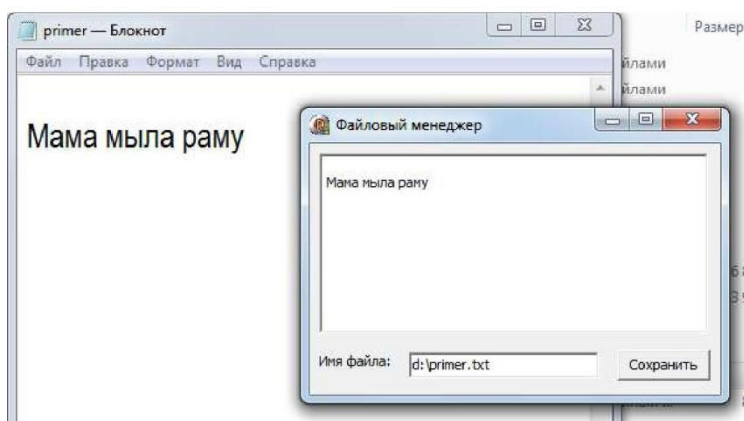 primer — Блокнот
Размер
Файл Правка Формат Вид Справка
йлами
йлами
Мама мыла раму
Файловый менеджер
Мама мыла раму
Имя файла:
d:\primer.txt
Сохранить